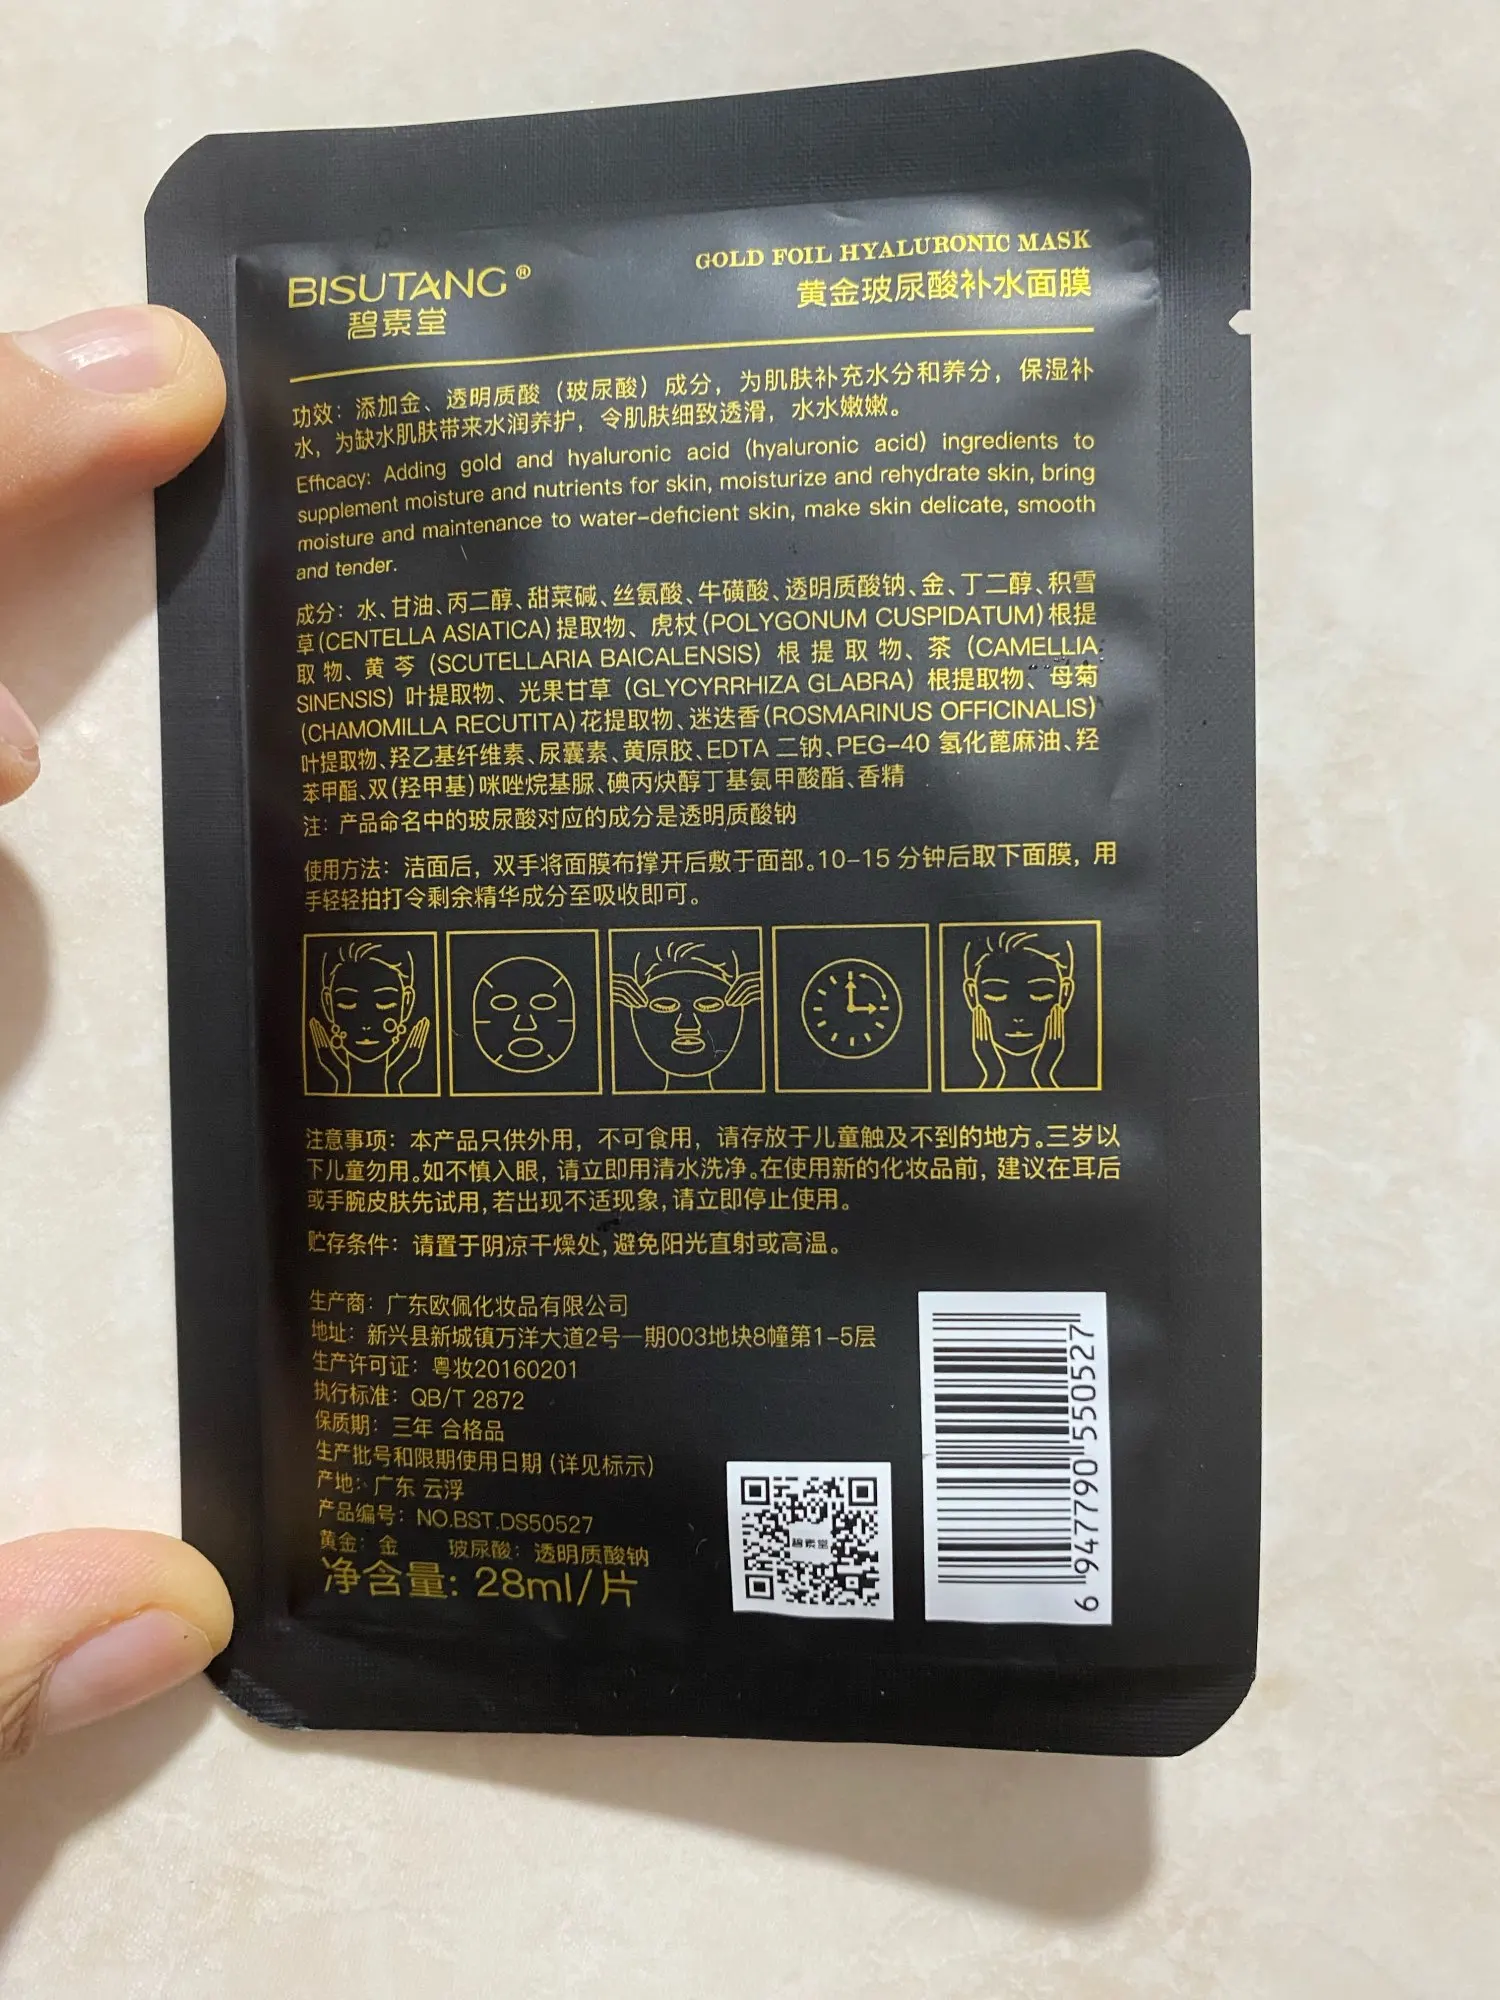 BISUTANG®
碧素堂
GOLD FOIL HYALURONIC MASK
黄金玻尿酸补水面膜
功效：添加金、透明质酸（玻尿酸）成分，为肌肤补充水分和养分，保湿补
水，为缺水肌肤带来水润养护，令肌肤细致透滑，水水嫩嫩。
Efficacy: Adding gold and hyaluronic acid (hyaluronic acid) ingredients to
supplement moisture and nutrients for skin, moisturize and rehydrate skin, bring
moisture and maintenance to water-deficient skin, make skin delicate, smooth
and tender.
成分：水、甘油、丙二醇、甜菜碱、丝氨酸、牛磺酸、透明质酸钠、金、丁二醇、积雪
草(CENTELLA ASIATICA)提取物、虎杖(POLYGONUM CUSPIDATUM)根提
取物、黄芩(SCUTELLARIA BAICALENSIS)根提取物、茶(CAMELLIA
SINENSIS)叶提取物、光果甘草(GLYCYRRHIZA GLABRA)根提取物、母菊
(CHAMOMILLA RECUTITA)花提取物、迷迭香(ROSMARINUS OFFICINALIS)
叶提取物、羟乙基纤维素、尿囊素、黄原胶、EDTA 二钠、PEG-40 氢化蓖麻油、羟
苯甲酯、双(羟甲基)咪唑烷基脲、碘丙炔醇丁基氨甲酸酯、香精
注：产品命名中的玻尿酸对应的成分是透明质酸钠
使用方法：洁面后，双手将面膜布撑开后敷于面部。10-15 分钟后取下面膜，用
手轻轻拍打令剩余精华成分至吸收即可。
注意事项：本产品只供外用，不可食用，请存放于儿童触及不到的地方。三岁以
下儿童勿用。如不慎入眼，请立即用清水洗净。在使用新的化妆品前，建议在耳后
或手腕皮肤先试用，若出现不适现象，请立即停止使用。
贮存条件：请置于阴凉干燥处，避免阳光直射或高温。
生产商：广东欧佩化妆品有限公司
地址：新兴县新城镇万洋大道2号一期003地块8幢第1-5层
生产许可证：粤妆20160201
执行标准：QB/T 2872
保质期：三年 合格品
生产批号和限期使用日期（详见标示）
产地：广东 云浮
产品编号：NO.BST.DS50527
黄金：金 玻尿酸：透明质酸钠
净含量：28ml/片
碧素堂
6 947790 550527